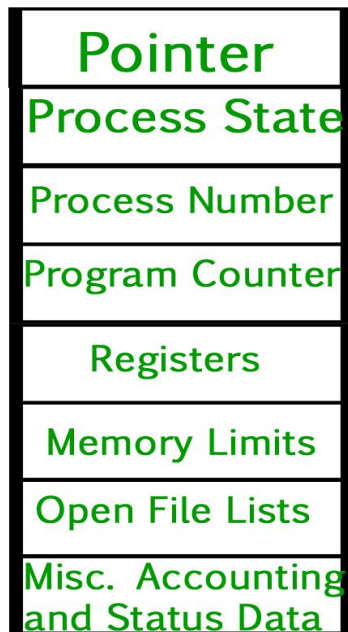 Pointer
Process State
Process Number
Program Counter
Registers
Memory Limits
Open File Lists
Misc. Accounting
and Status Data